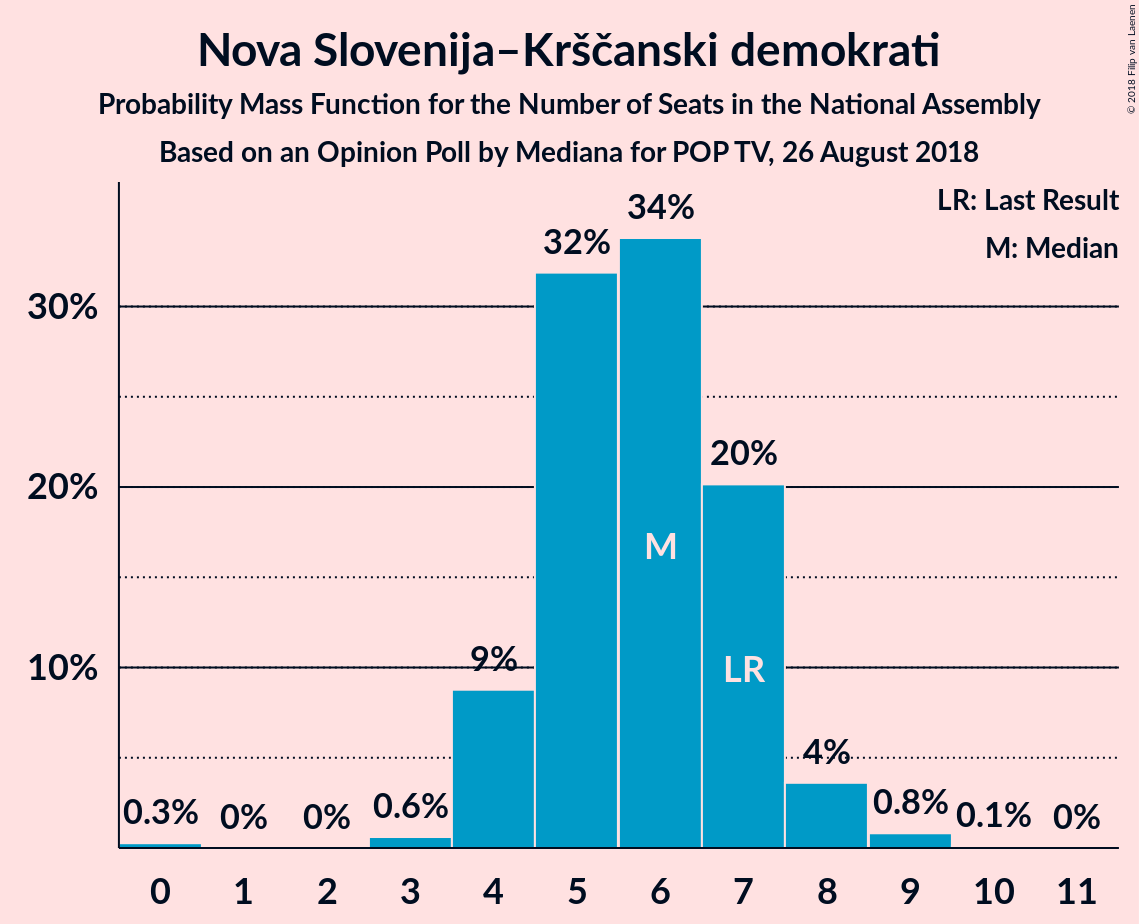 Nova Slovenija–Krščanski demokrati
Probability Mass Function for the Number of Seats in the National Assembly
Based on an Opinion Poll by Mediana for POP TV, 26 August 2018
© 2018 Filip van Laenen
LR: Last Result
M: Median
34%
32%
30%
20%
20%
M
LR
10%
9%
4%
0.3%
0%
0%
0.6%
0.8%
0.1%
0%
0 1 2 3 4 5 6 7 8 9 10 11